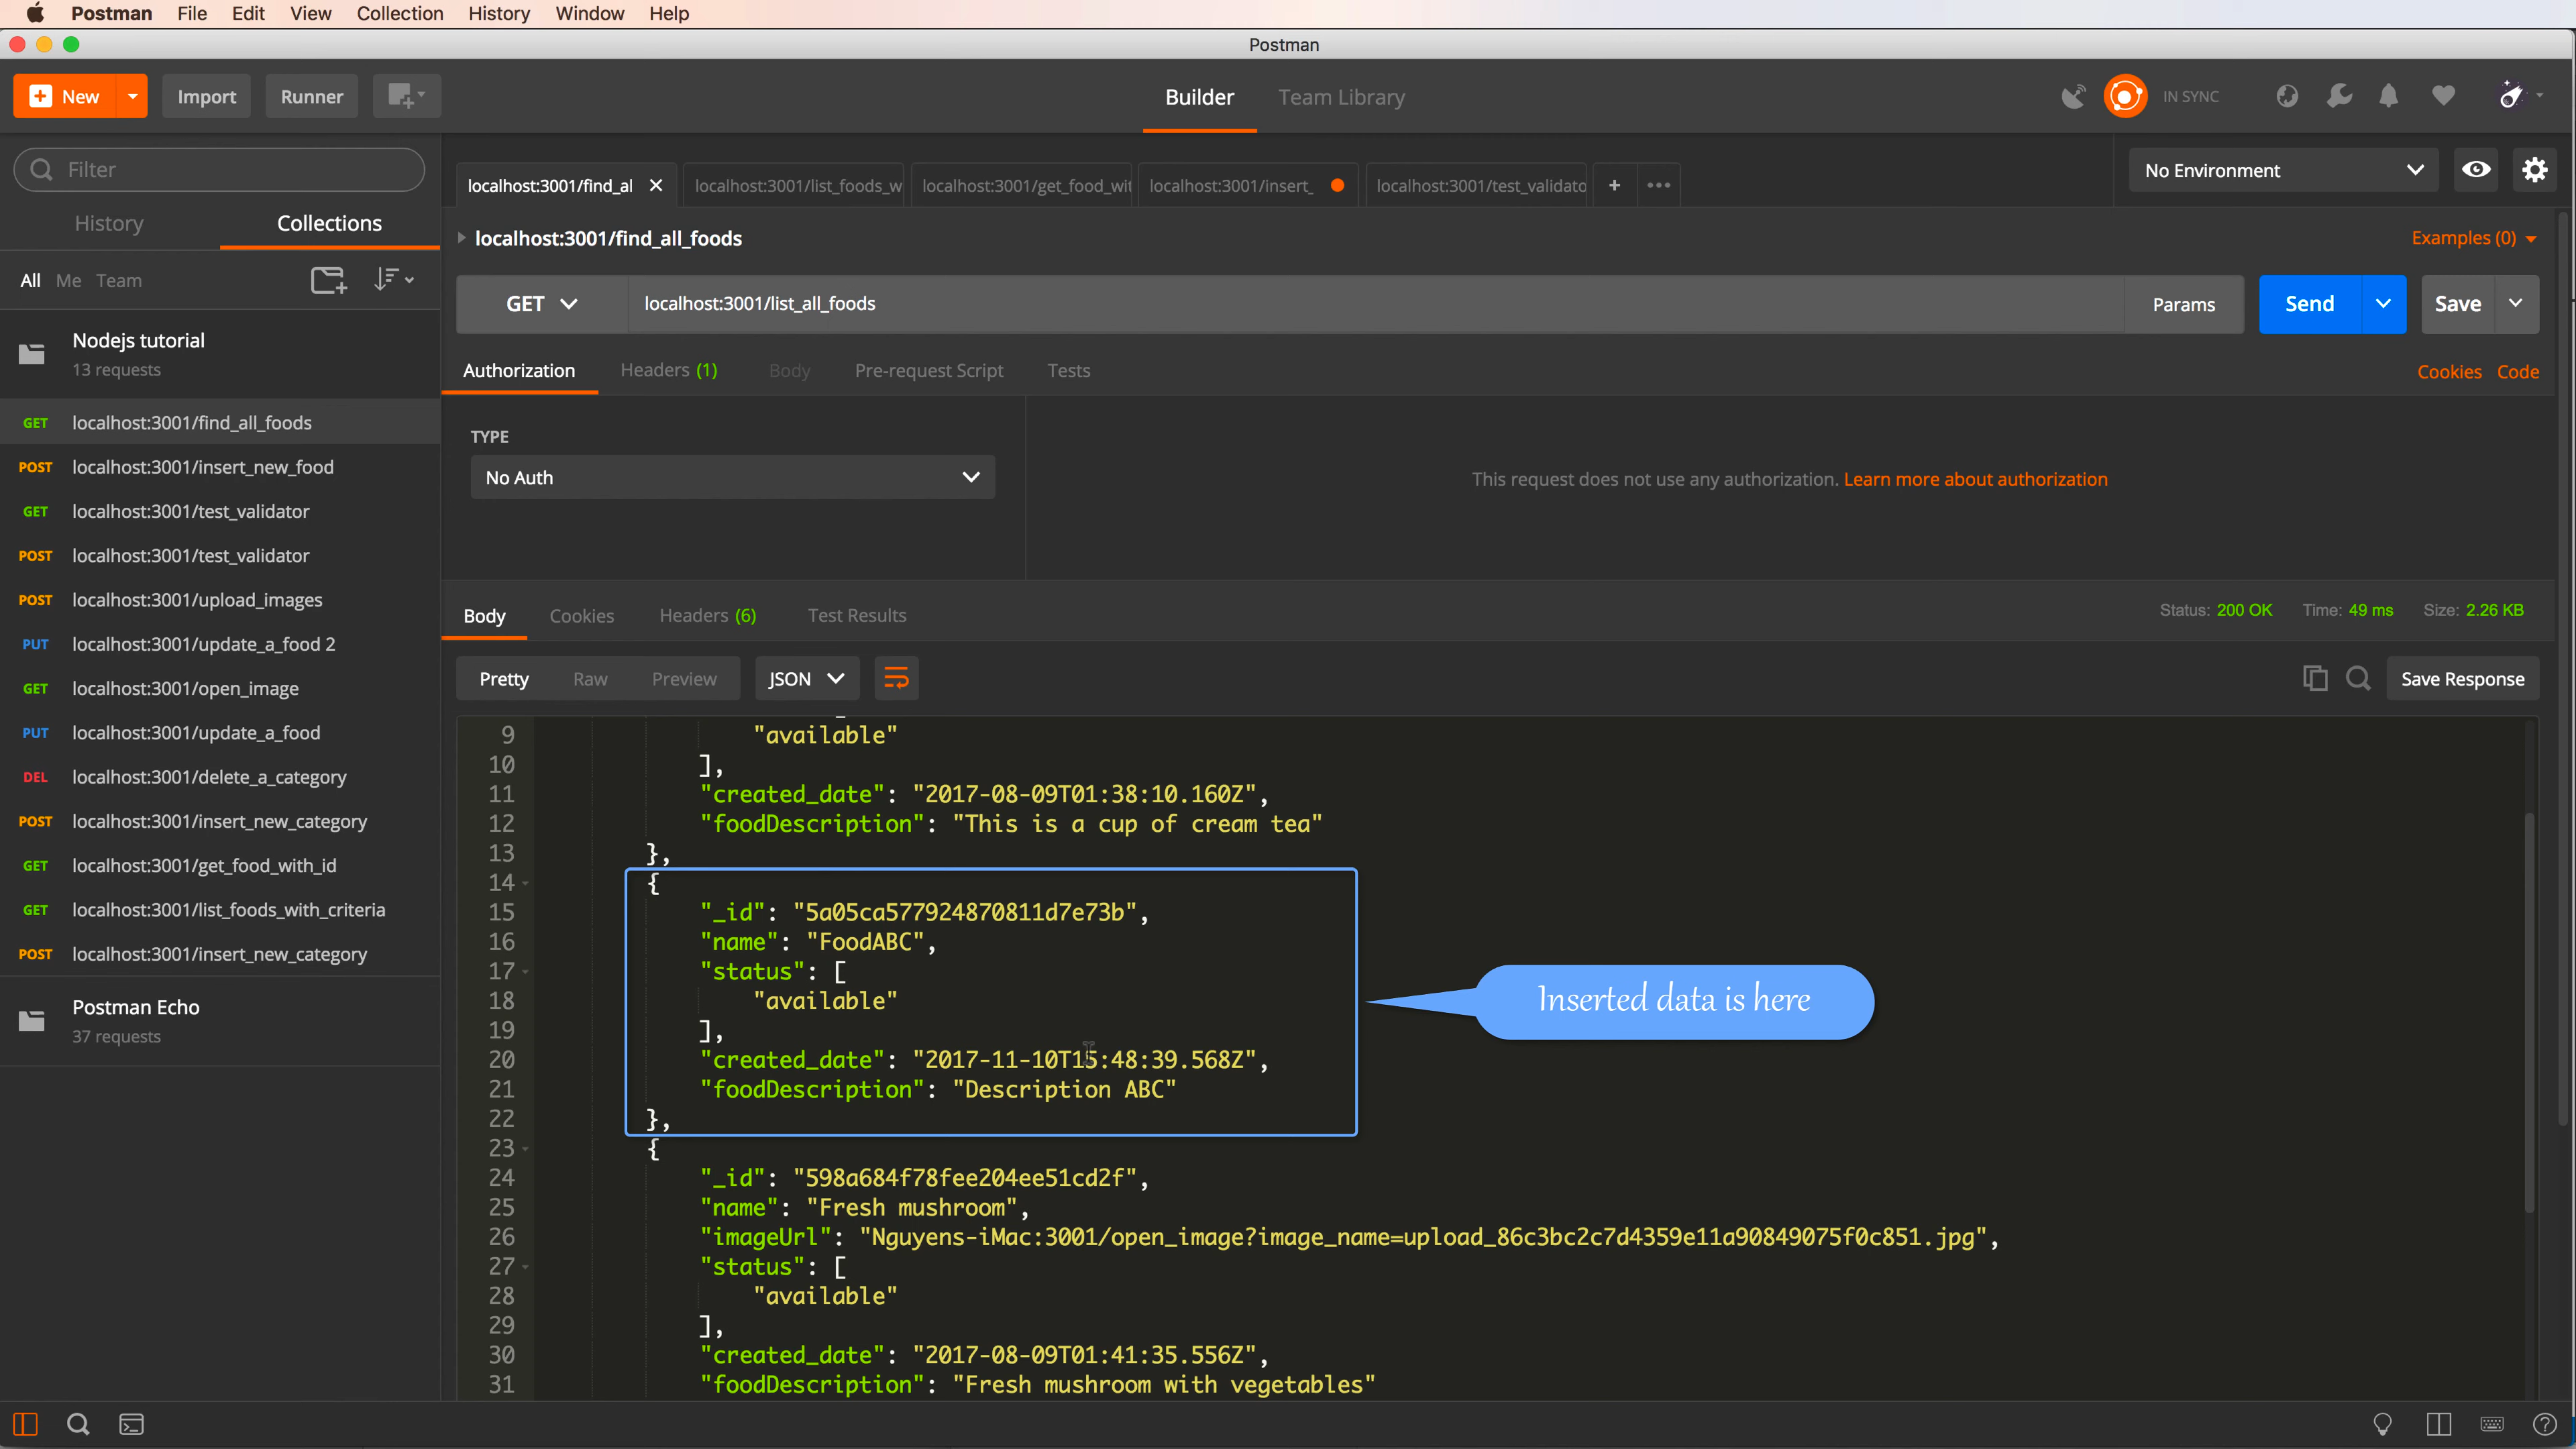 Postman File Edit View Collection History Window Help
Postman
New Import Runner Builder Team Library IN SYNC
Filter
History Collections
All Me Team
Nodejs tutorial
13 requests
GET localhost:3001/find_all_foods
POST localhost:3001/insert_new_food
GET localhost:3001/test_validator
POST localhost:3001/test_validator
POST localhost:3001/upload_images
PUT localhost:3001/update_a_food 2
GET localhost:3001/open_image
PUT localhost:3001/update_a_food
DEL localhost:3001/delete_a_category
POST localhost:3001/insert_new_category
GET localhost:3001/get_food_with_id
GET localhost:3001/list_foods_with_criteria
POST localhost:3001/insert_new_category
Postman Echo
37 requests
localhost:3001/find_al localhost:3001/list_foods_w localhost:3001/get_food_wit localhost:3001/insert_ localhost:3001/test_validato + •••
No Environment
localhost:3001/find_all_foods Examples (0)
GET localhost:3001/list_all_foods Params Send Save
Authorization Headers (1) Body Pre-request Script Tests Cookies Code
TYPE
No Auth
This request does not use any authorization. Learn more about authorization
Body Cookies Headers (6) Test Results Status: 200 OK Time: 49 ms Size: 2.26 KB
Pretty Raw Preview JSON Save Response
9 "available"
10 ],
11 "created_date": "2017-08-09T01:38:10.160Z",
12 "foodDescription": "This is a cup of cream tea"
13 },
14 {
15 "_id": "5a05ca577924870811d7e73b",
16 "name": "FoodABC",
17 "status": [
18 "available"
19 ],
20 "created_date": "2017-11-10T15:48:39.568Z",
21 "foodDescription": "Description ABC"
22 },
23 {
24 "_id": "598a684f78fee204ee51cd2f",
25 "name": "Fresh mushroom",
26 "imageUrl": "Nguyens-iMac:3001/open_image?image_name=upload_86c3bc2c7d4359e11a90849075f0c851.jpg",
27 "status": [
28 "available"
29 ],
30 "created_date": "2017-08-09T01:41:35.556Z",
31 "foodDescription": "Fresh mushroom with vegetables"
Inserted data is here